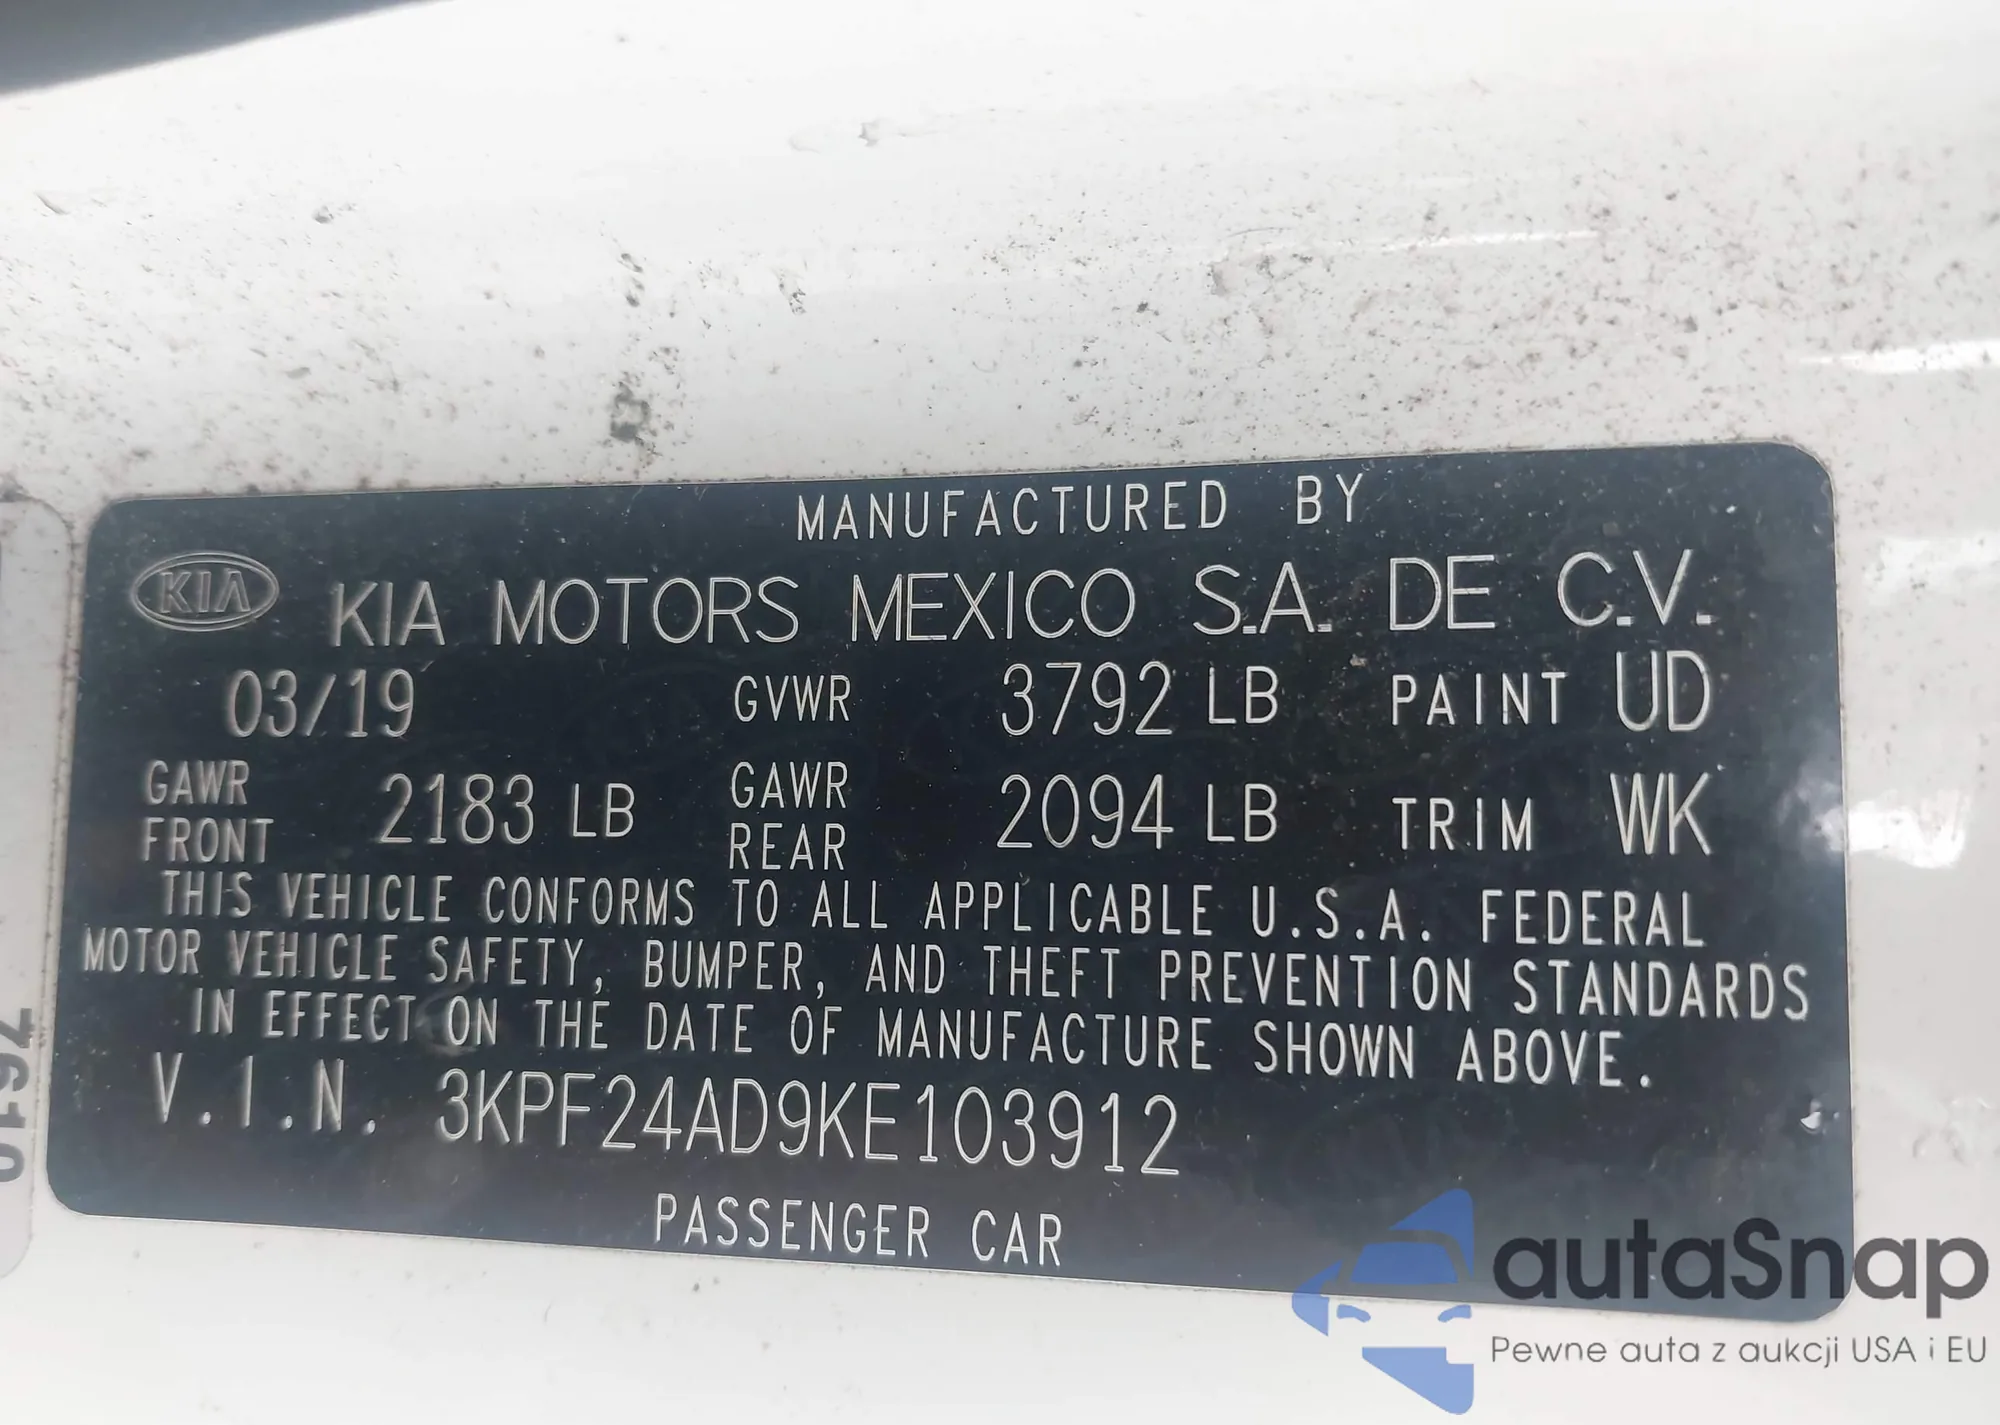 MANUFACTURED BY
KIA KIA MOTORS MEXICO S.A. DE C.V.
03/19 GVWR 3792 LB PAINT UD
GAWR FRONT 2183 LB GAWR REAR 2094 LB TRIM WK
THIS VEHICLE CONFORMS TO ALL APPLICABLE U.S.A. FEDERAL
MOTOR VEHICLE SAFETY, BUMPER, AND THEFT PREVENTION STANDARDS
IN EFFECT ON THE DATE OF MANUFACTURE SHOWN ABOVE.
V.I.N. 3KPF24AD9KE103912
PASSENGER CAR
7610
autaSnap
Pewne auta z aukcji USA i EU